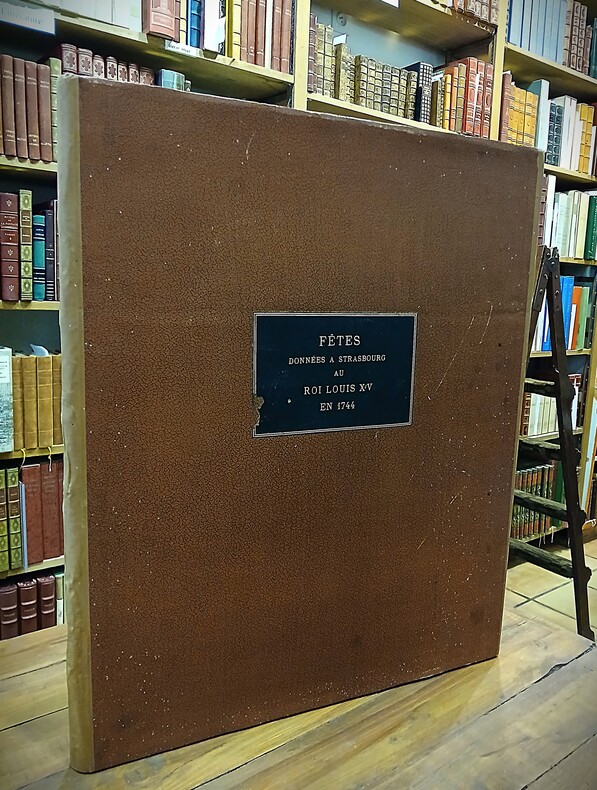 FÊTES
DONNÉES A STRASBOURG
AU
ROI LOUIS XV
EN 1744